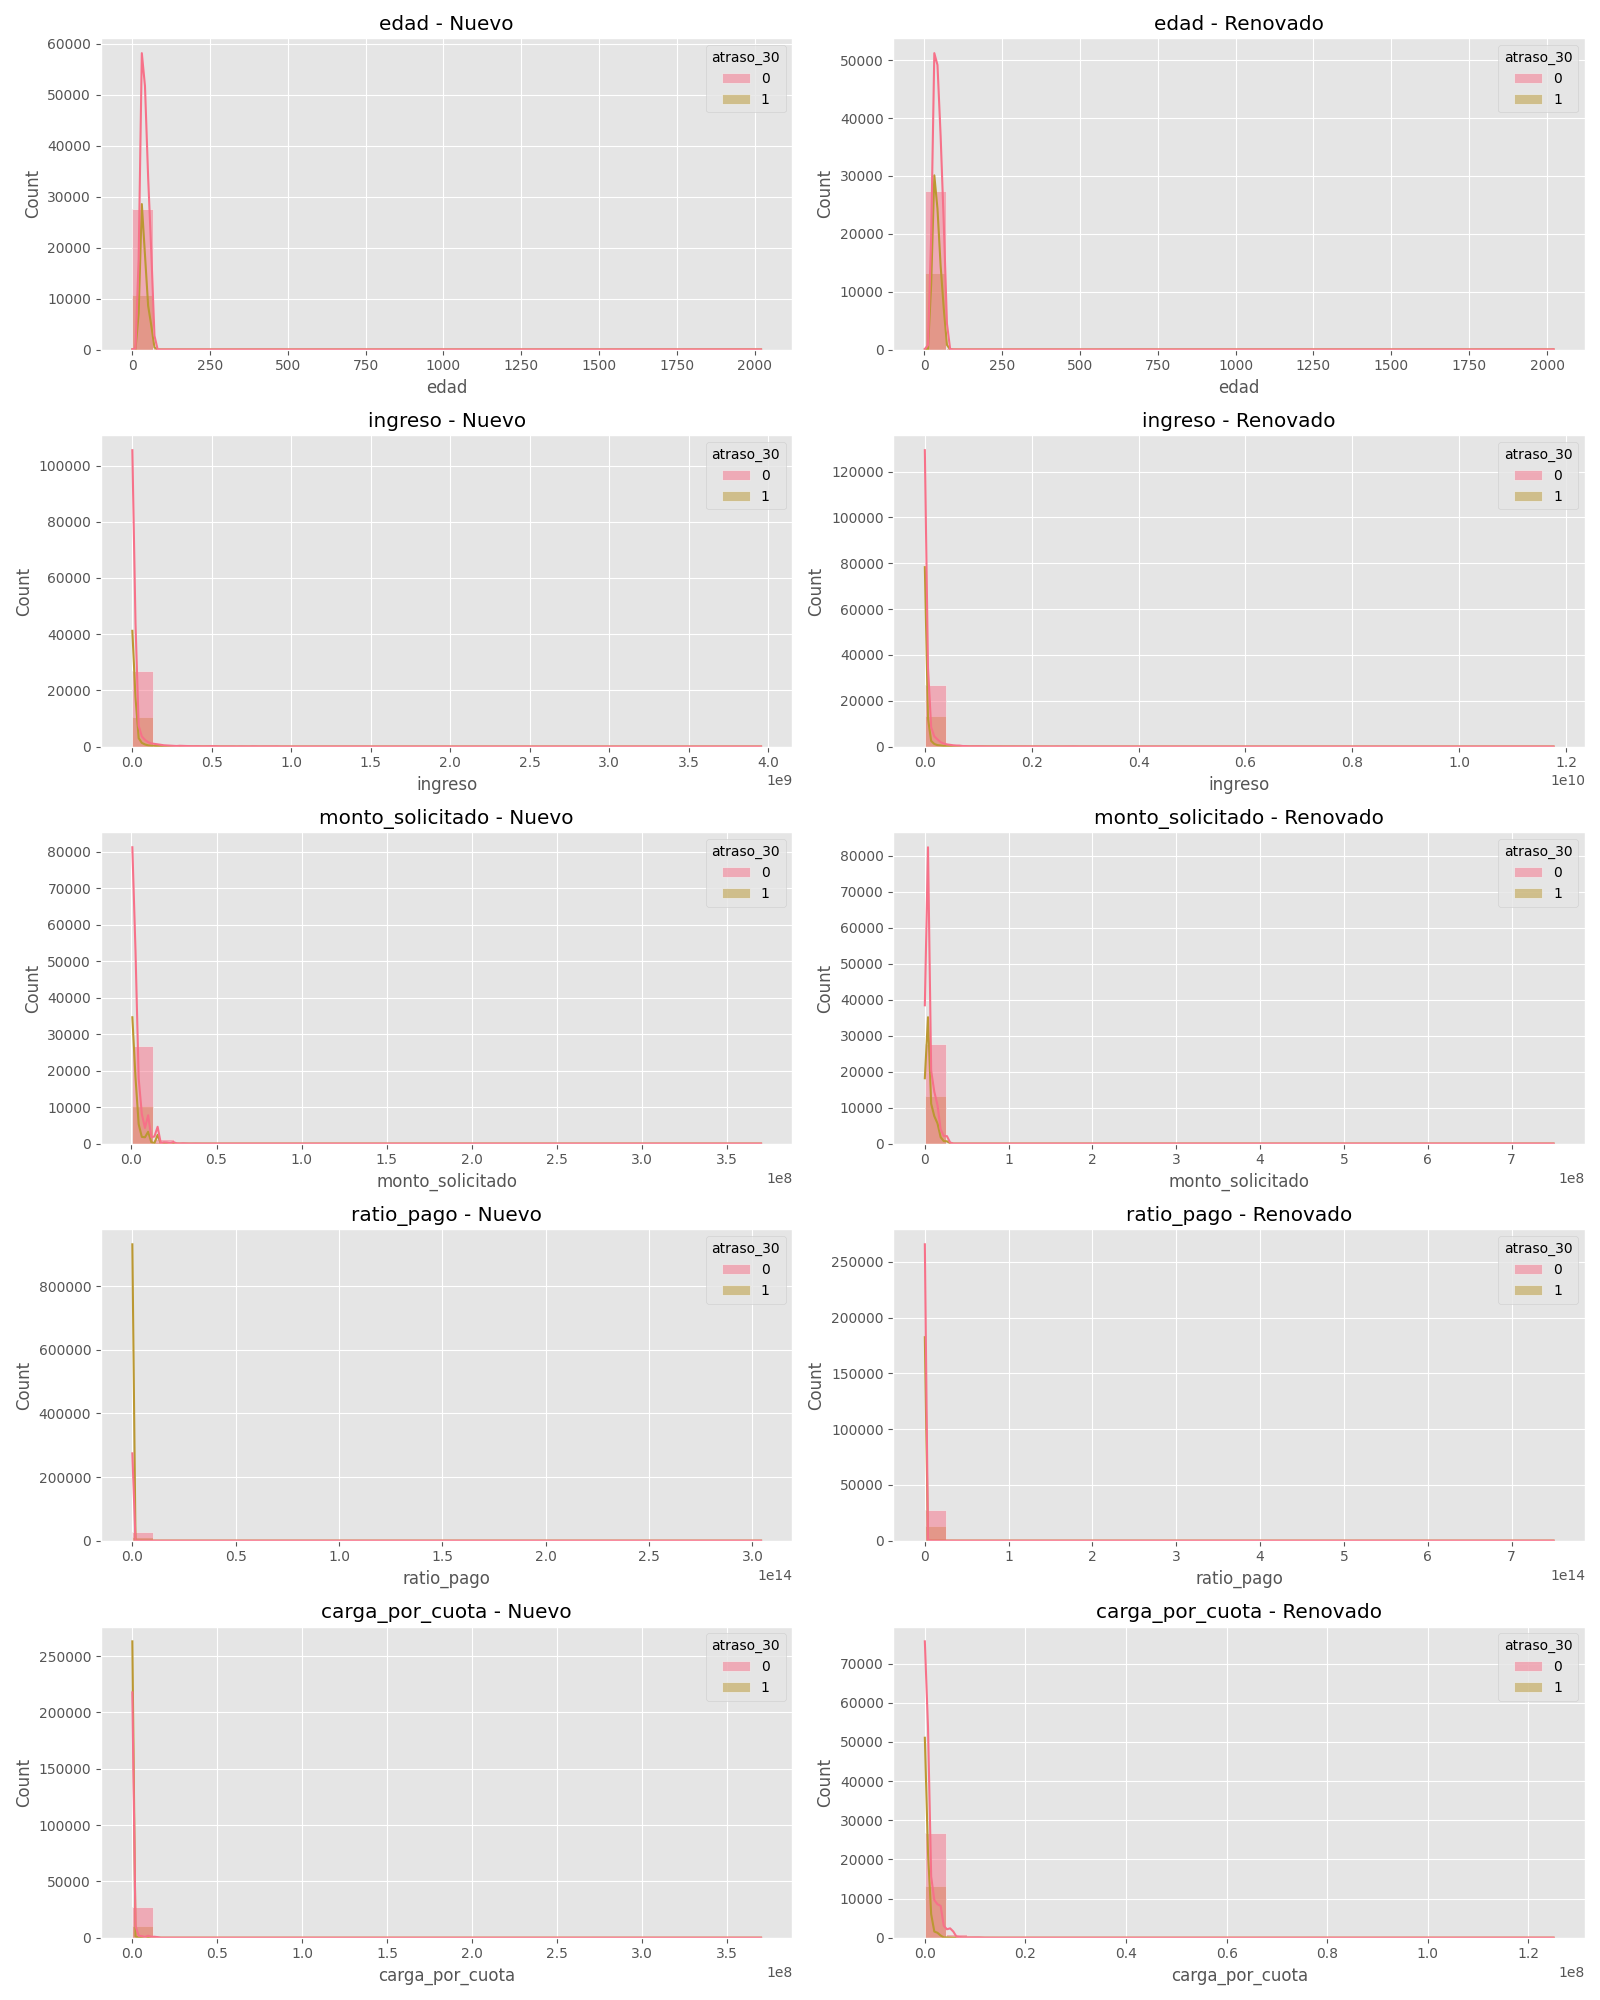 edad - Nuevo
60000
50000
40000
30000
20000
10000
0
Count
0 250 500 750 1000 1250 1500 1750 2000
edad
atraso_30
0
1
edad - Renovado
50000
40000
30000
20000
10000
0
Count
0 250 500 750 1000 1250 1500 1750 2000
edad
atraso_30
0
1
ingreso - Nuevo
100000
80000
60000
40000
20000
0
Count
0.0 0.5 1.0 1.5 2.0 2.5 3.0 3.5 4.0
1e9
ingreso
atraso_30
0
1
ingreso - Renovado
120000
100000
80000
60000
40000
20000
0
Count
0.0 0.2 0.4 0.6 0.8 1.0 1.2
1e10
ingreso
atraso_30
0
1
monto_solicitado - Nuevo
80000
70000
60000
50000
40000
30000
20000
10000
0
Count
0.0 0.5 1.0 1.5 2.0 2.5 3.0 3.5
1e8
monto_solicitado
atraso_30
0
1
monto_solicitado - Renovado
80000
70000
60000
50000
40000
30000
20000
10000
0
Count
0 1 2 3 4 5 6 7
1e8
monto_solicitado
atraso_30
0
1
ratio_pago - Nuevo
800000
600000
400000
200000
0
Count
0.0 0.5 1.0 1.5 2.0 2.5 3.0
1e14
ratio_pago
atraso_30
0
1
ratio_pago - Renovado
250000
200000
150000
100000
50000
0
Count
0 1 2 3 4 5 6 7
1e14
ratio_pago
atraso_30
0
1
carga_por_cuota - Nuevo
250000
200000
150000
100000
50000
0
Count
0.0 0.5 1.0 1.5 2.0 2.5 3.0 3.5
1e8
carga_por_cuota
atraso_30
0
1
carga_por_cuota - Renovado
70000
60000
50000
40000
30000
20000
10000
0
Count
0.0 0.2 0.4 0.6 0.8 1.0 1.2
1e8
carga_por_cuota
atraso_30
0
1